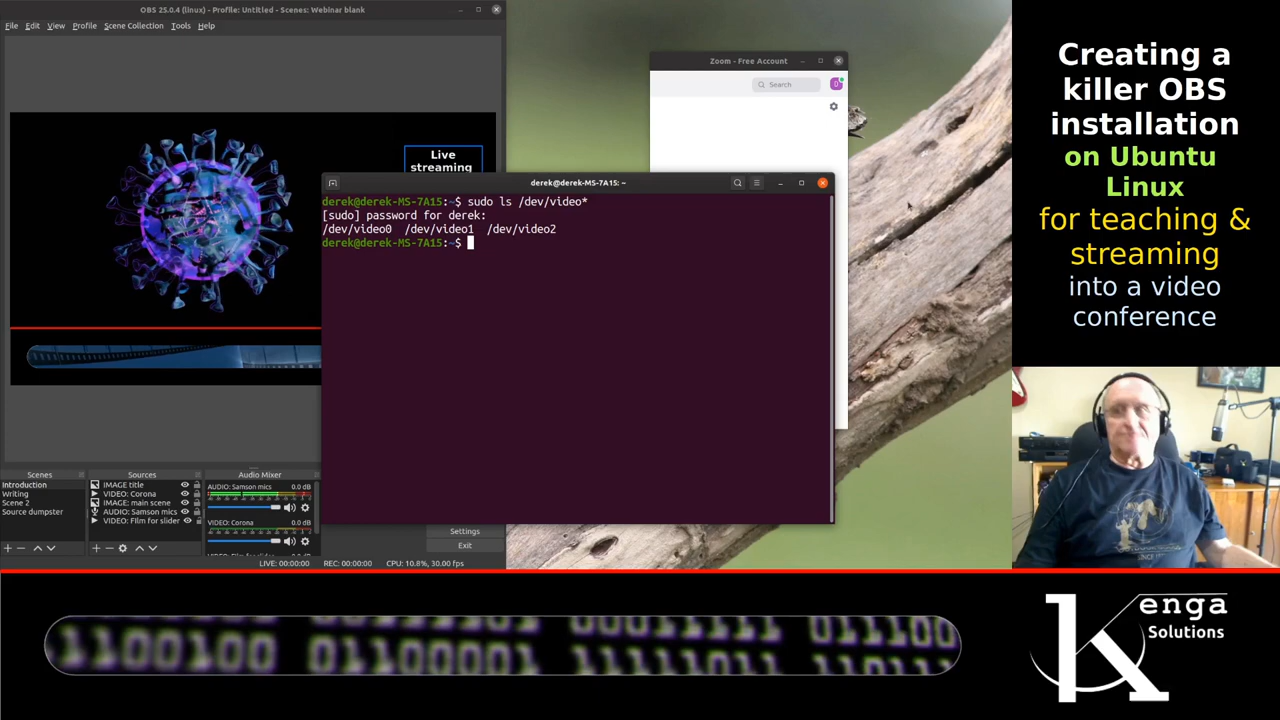 OBS 25.0.4 (linux) - Profile: Untitled - Scenes: Webinar blank
File Edit View Profile Scene Collection Tools Help
Live
streaming
Zoom - Free Account
Search
derek@derek-MS-7A15: ~
derek@derek-MS-7A15:~$ sudo ls /dev/video*
[sudo] password for derek:
/dev/video0 /dev/video1 /dev/video2
derek@derek-MS-7A15:~$
Scenes
Introduction
Writing
Scene 2
Source dumpster
Sources
IMAGE title
VIDEO: Corona
IMAGE: main scene
AUDIO: Samson mics
VIDEO: FIlm for slider
Audio Mixer
AUDIO: Samson mics 0.0 dB
VIDEO: Corona 0.0 dB
Settings
Exit
LIVE: 00:00:00 REC: 00:00:00 CPU: 10.8%, 30.00 fps
Creating a
killer OBS
installation
on Ubuntu
Linux
for teaching &
streaming
into a video
conference
1100100 01100001 11111011
kenga
Solutions